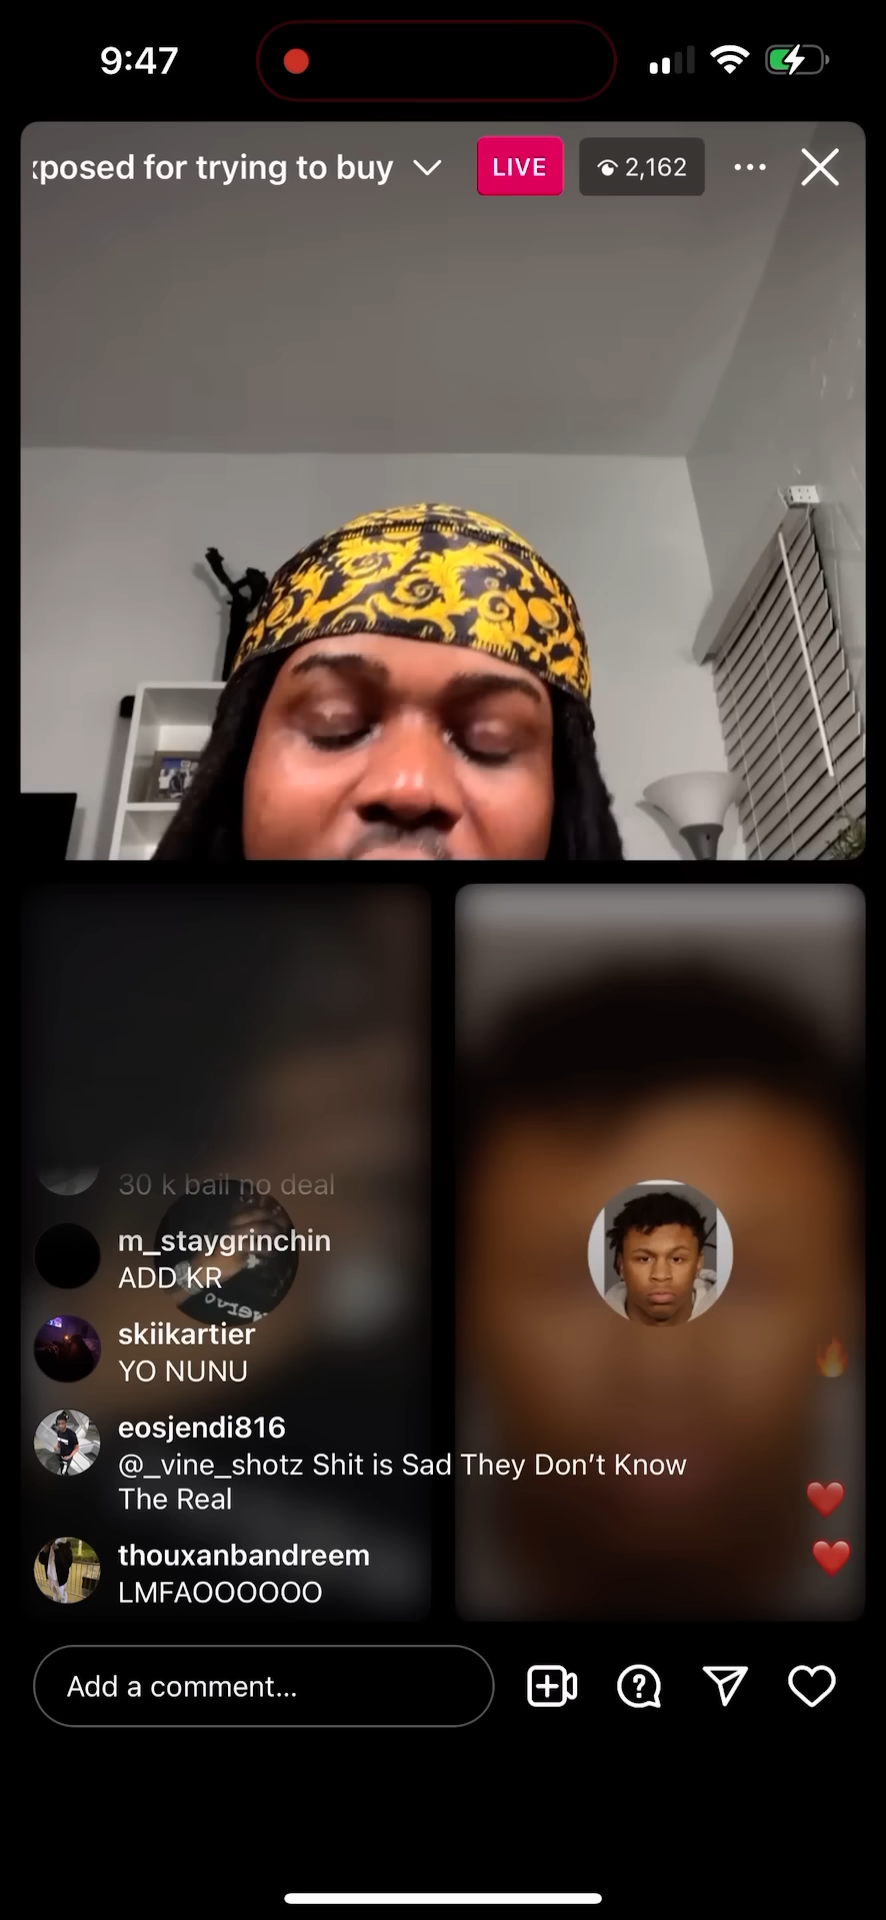 9:47
xposed for trying to buy
LIVE
2,162
30 k bail no deal
m_staygrinchin
ADD KR
skiikartier
YO NUNU
eosjendi816
@_vine_shotz Shit is Sad They Don't Know
The Real
thouxanbandreem
LMFAOOOOOO
Add a comment...